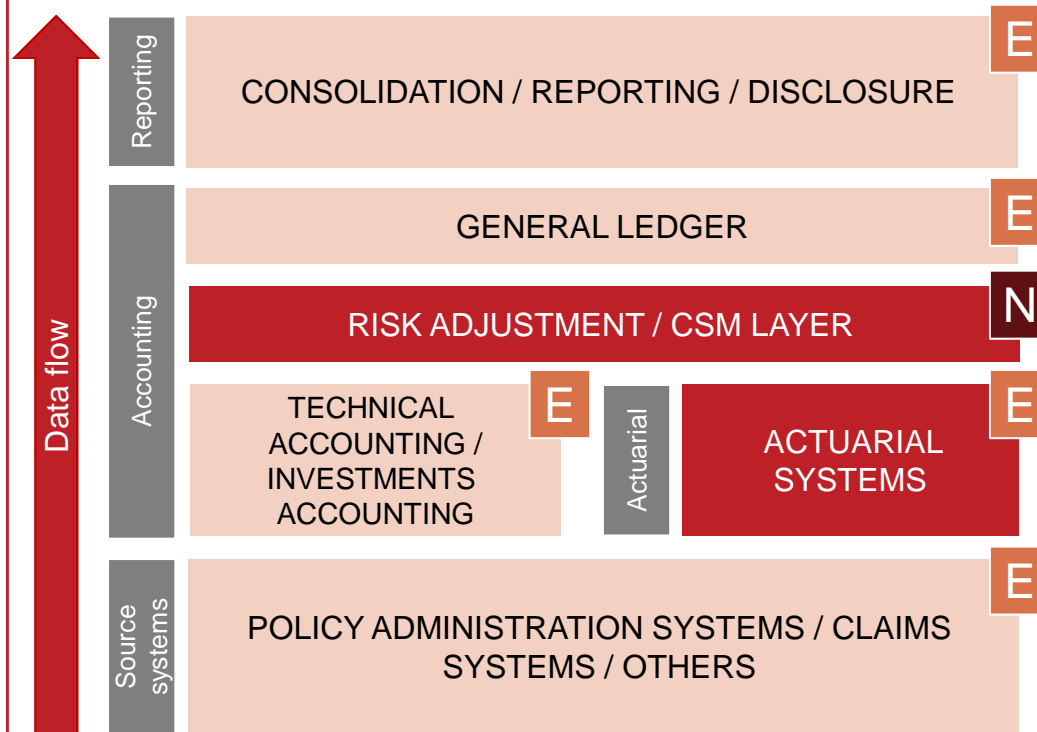 Data flow
Reporting
CONSOLIDATION / REPORTING / DISCLOSURE
E
Accounting
GENERAL LEDGER
E
RISK ADJUSTMENT / CSM LAYER
N
TECHNICAL
ACCOUNTING /
INVESTMENTS
ACCOUNTING
E
Actuarial
ACTUARIAL
SYSTEMS
E
Source
systems
POLICY ADMINISTRATION SYSTEMS / CLAIMS
SYSTEMS / OTHERS
E